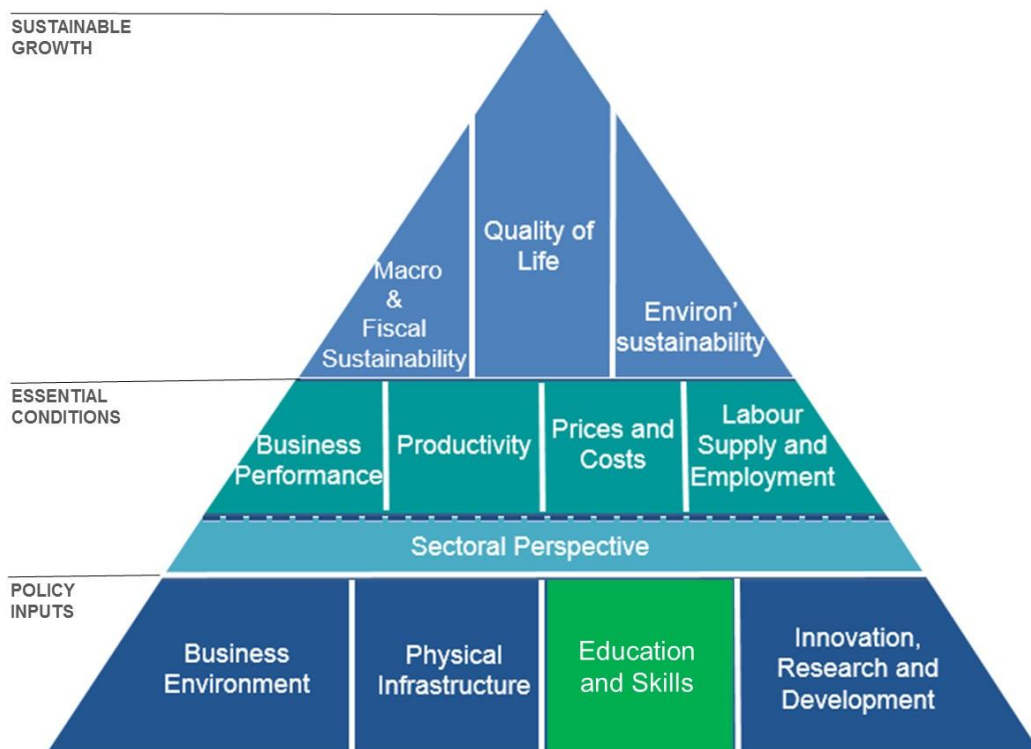 SUSTAINABLE
GROWTH
Quality of
Life
Macro
&
Fiscal
Sustainability
Environ’
sustainability
ESSENTIAL
CONDITIONS
Business
Performance
Productivity
Prices and
Costs
Labour
Supply and
Employment
Sectoral Perspective
POLICY
INPUTS
Business
Environment
Physical
Infrastructure
Education
and Skills
Innovation,
Research and
Development